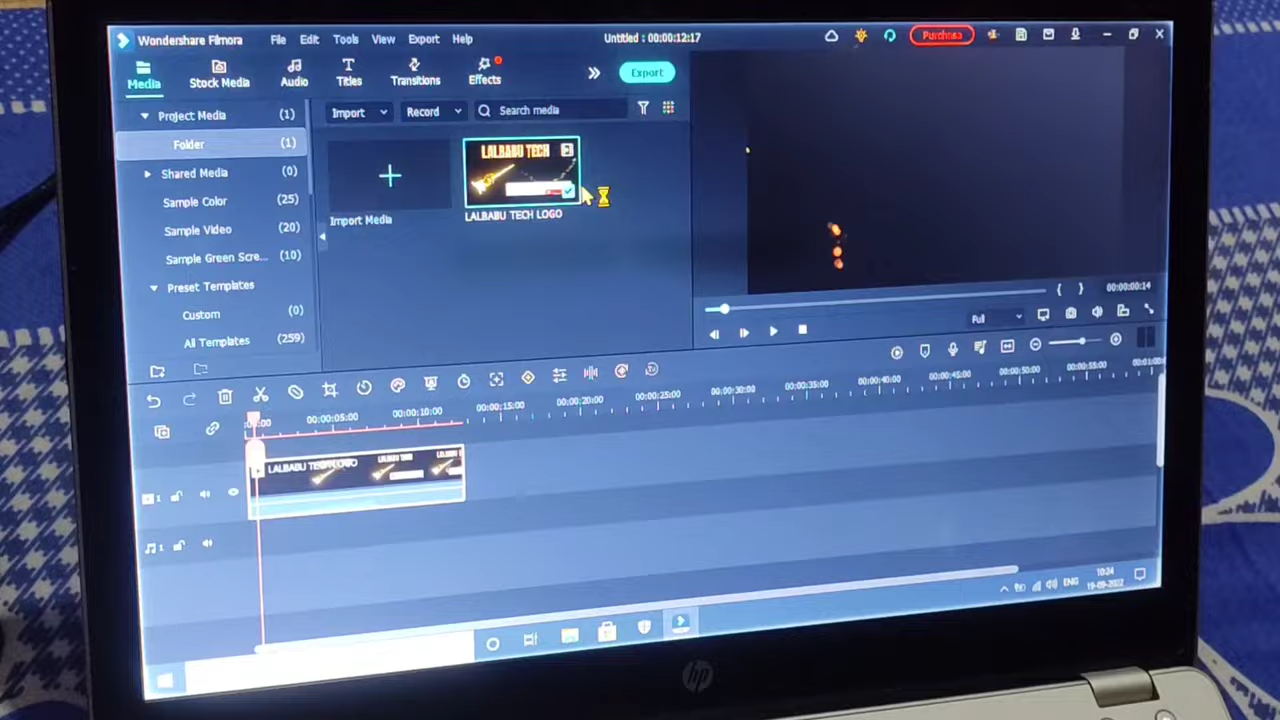 Wondershare Filmora File Edit Tools View Export Help Untitled : 00:00:12:17 Purchase
Media Stock Media Audio Titles Transitions Effects Export
Project Media (1)
Folder (1)
Shared Media (0)
Sample Color (25)
Sample Video (20)
Sample Green Scre... (10)
Preset Templates
Custom (0)
All Templates (259)
Import Record Search media
LALBABU TECH
Import Media LALBABU TECH LOGO
00:00:00:14
Full
00:00:05:00 00:00:10:00 00:00:15:00 00:00:20:00 00:00:25:00 00:00:30:00 00:00:35:00 00:00:40:00 00:00:45:00 00:00:50:00 00:00:55:00
LALBABU TECH LOGO
1
1
ENG
10:34
19-09-2022
hp